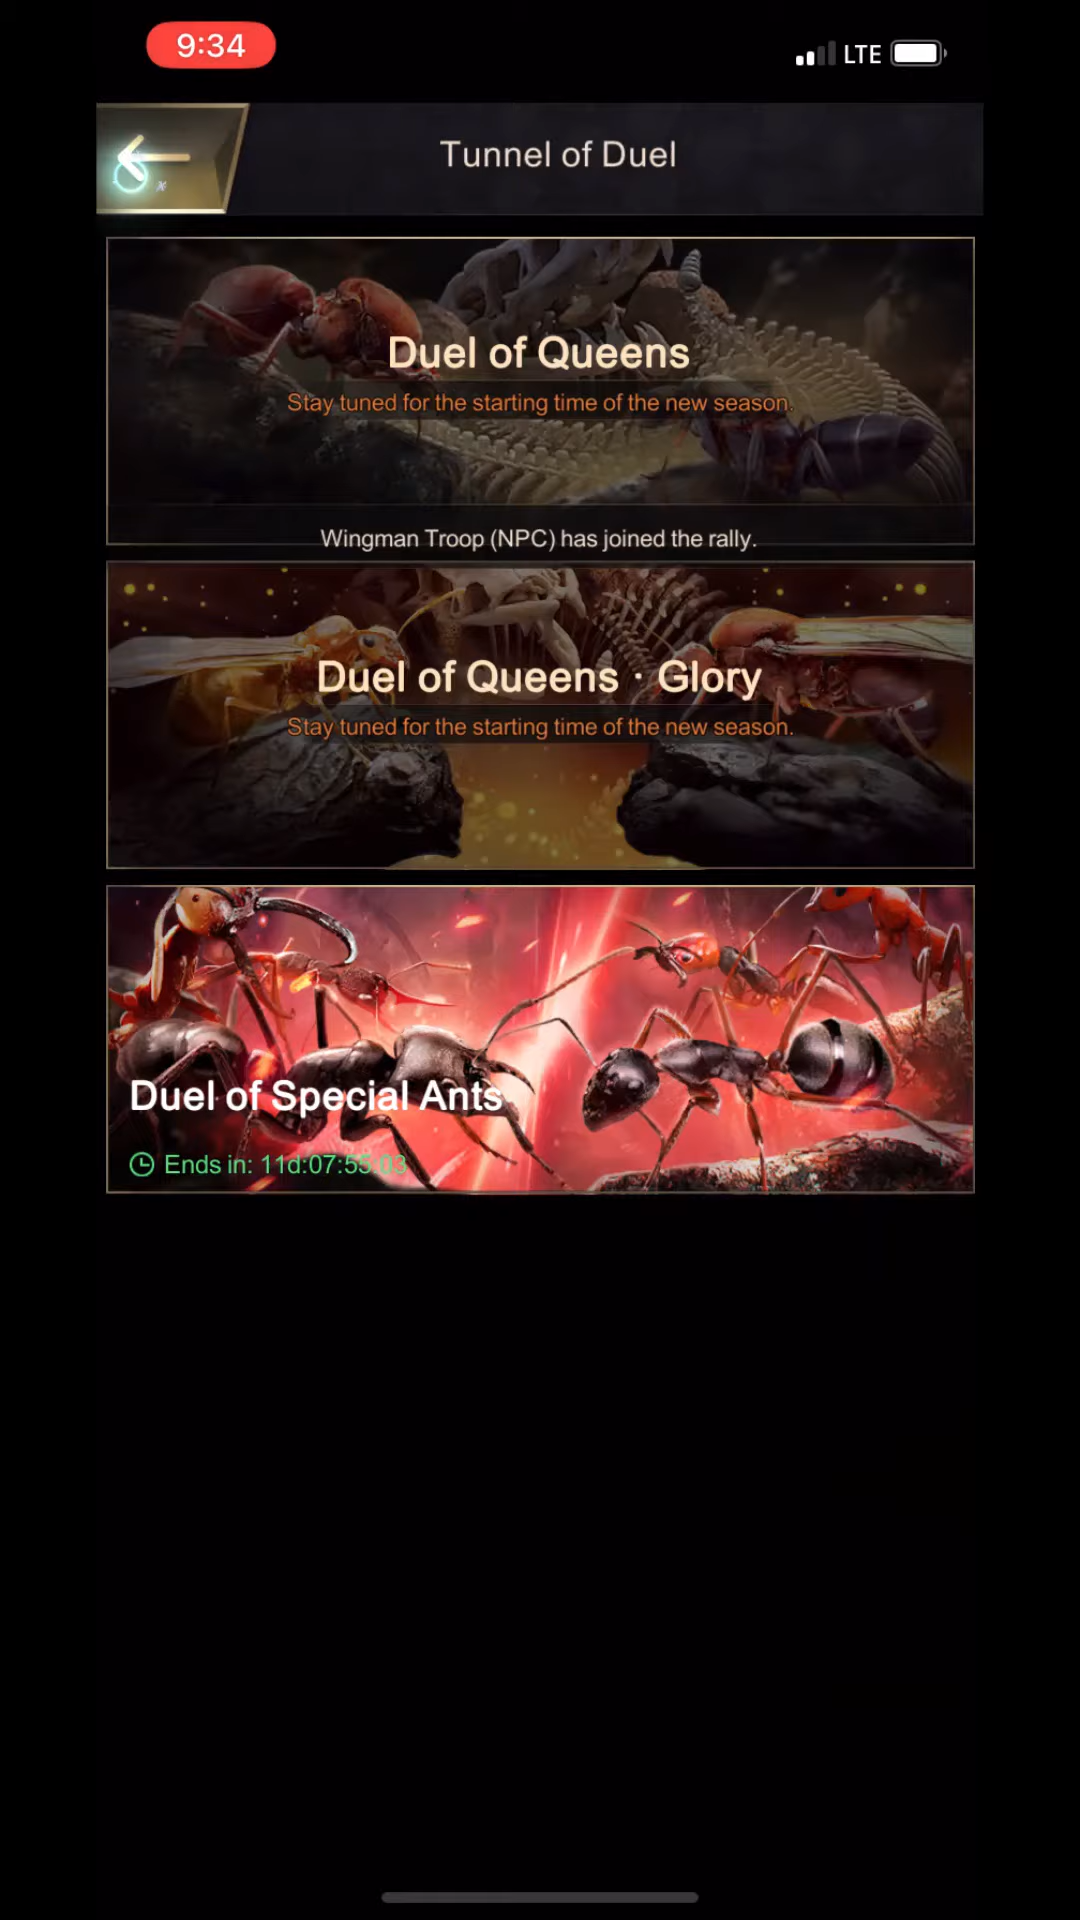 9:34
LTE
Tunnel of Duel
Duel of Queens
Stay tuned for the starting time of the new season.
Wingman Troop (NPC) has joined the rally.
Duel of Queens · Glory
Stay tuned for the starting time of the new season.
Duel of Special Ants
Ends in: 11d:07:55:03